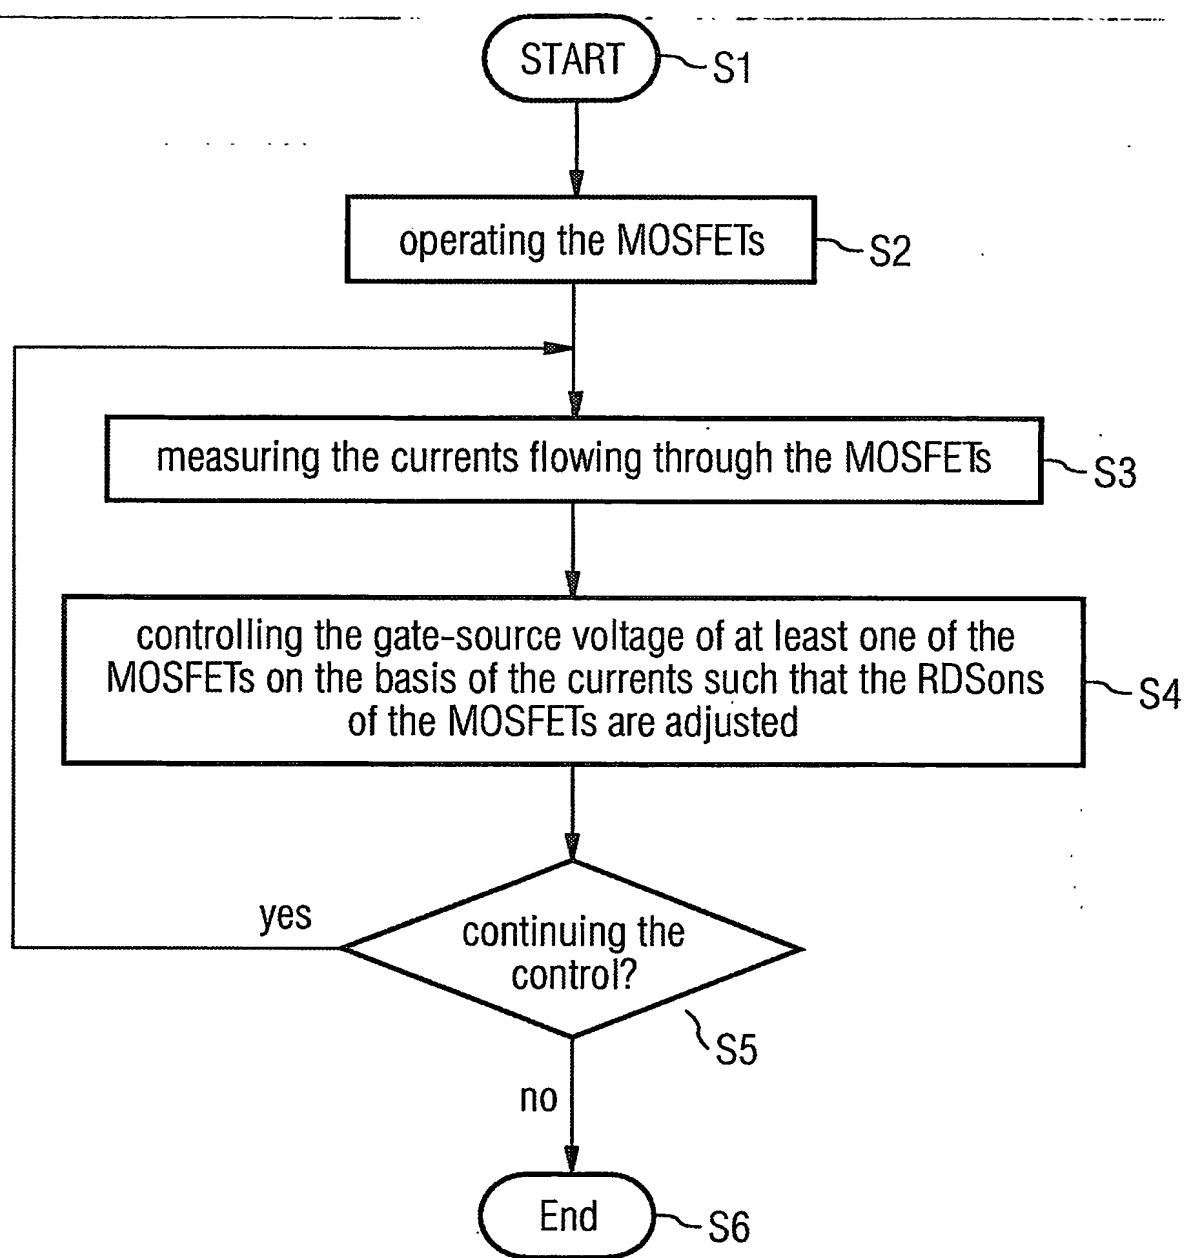 START
S1
operating the MOSFETs
S2
measuring the currents flowing through the MOSFETs
S3
controlling the gate-source voltage of at least one of the
MOSFETs on the basis of the currents such that the RDSons
of the MOSFETs are adjusted
S4
yes
continuing the
control?
S5
no
End
S6